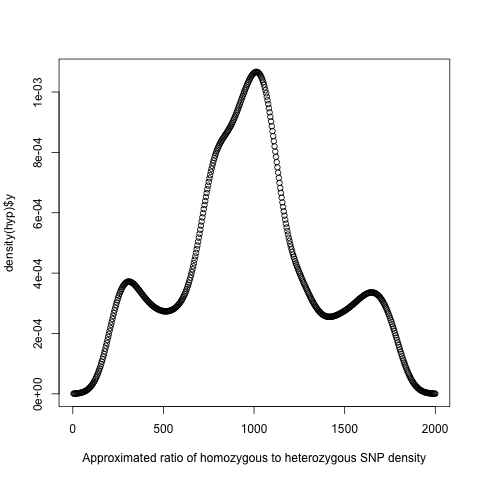 density(hyp)$y
1e-03
8e-04
6e-04
4e-04
2e-04
0e+00
0 500 1000 1500 2000
Approximated ratio of homozygous to heterozygous SNP density